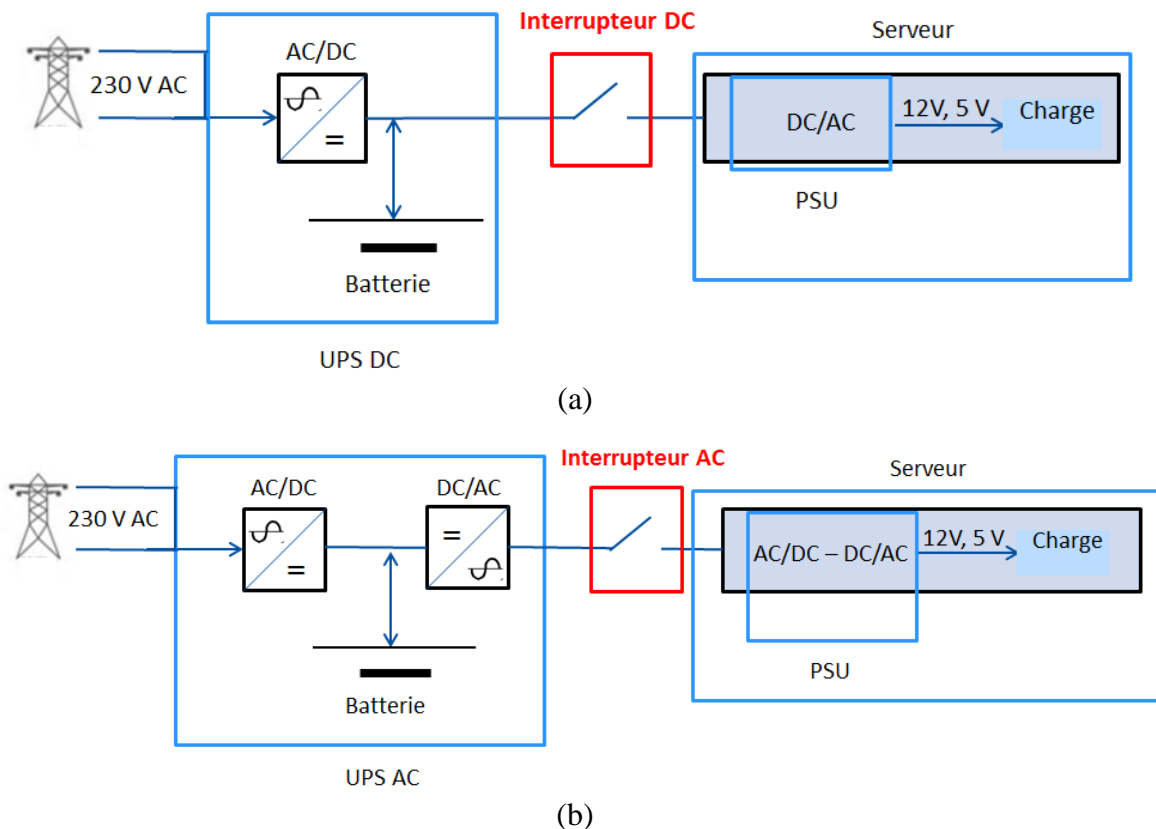 Interrupteur DC
Serveur
AC/DC
230 V AC
=
DC/AC
12V, 5 V
Charge
PSU
Batterie
UPS DC
(a)
Interrupteur AC
Serveur
AC/DC
DC/AC
230 V AC
=
=
AC/DC – DC/AC
12V, 5 V
Charge
PSU
Batterie
UPS AC
(b)